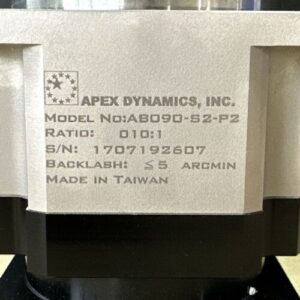 APEX DYNAMICS, INC.
MODEL NO:AB090-S2-P2
RATIO: 010:1
S/N: 1707192607
BACKLASH: ≦5 ARCMIN
MADE IN TAIWAN